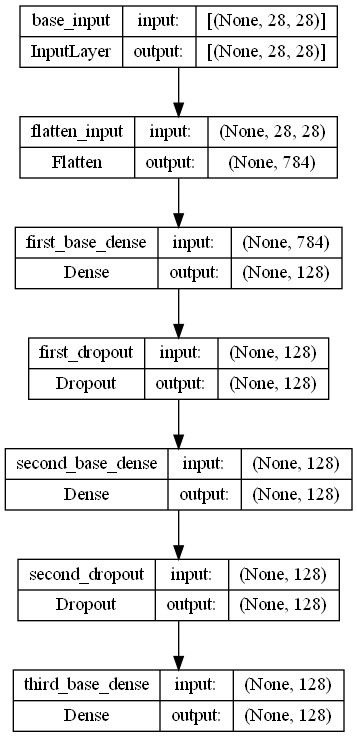 base_input input: [(None, 28, 28)]
InputLayer output: [(None, 28, 28)]
flatten_input input: (None, 28, 28)
Flatten output: (None, 784)
first_base_dense input: (None, 784)
Dense output: (None, 128)
first_dropout input: (None, 128)
Dropout output: (None, 128)
second_base_dense input: (None, 128)
Dense output: (None, 128)
second_dropout input: (None, 128)
Dropout output: (None, 128)
third_base_dense input: (None, 128)
Dense output: (None, 128)